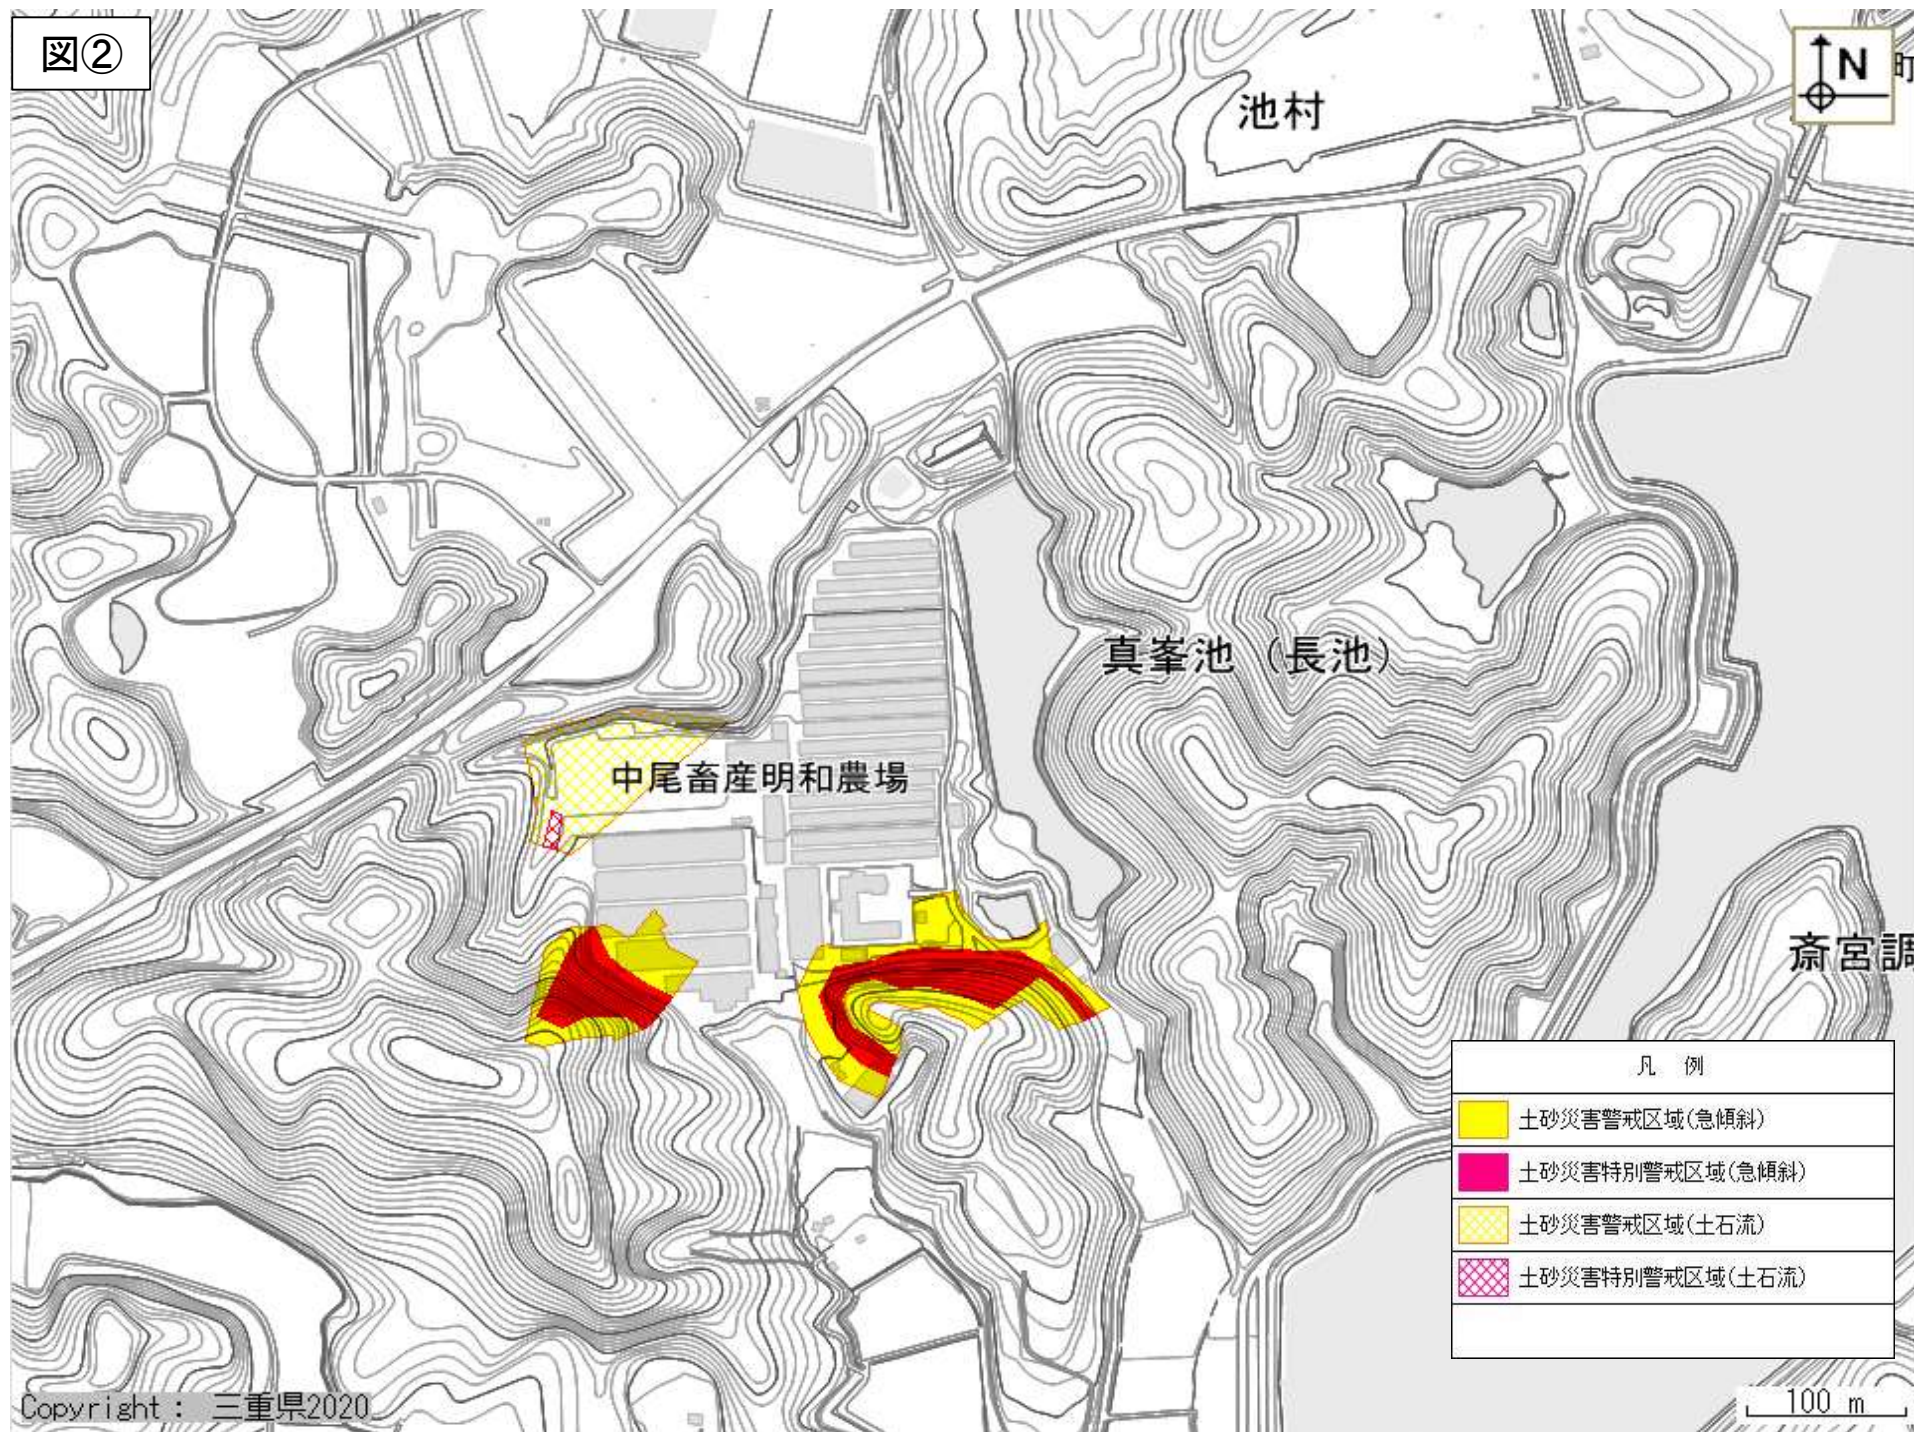 図②
N
町
池村
真峯池（長池）
中尾畜産明和農場
斎宮調
凡 例
土砂災害警戒区域(急傾斜)
土砂災害特別警戒区域(急傾斜)
土砂災害警戒区域(土石流)
土砂災害特別警戒区域(土石流)
Copyright： 三重県2020
100 m